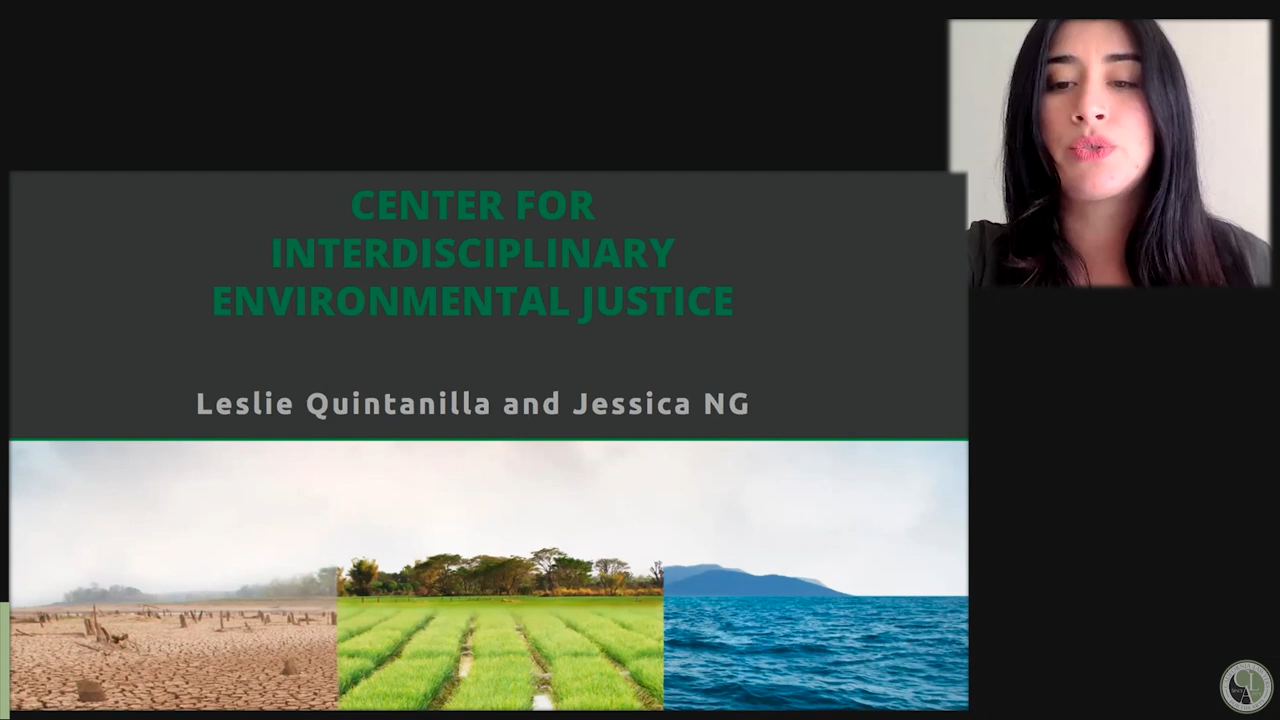 CENTER FOR
INTERDISCIPLINARY
ENVIRONMENTAL JUSTICE
Leslie Quintanilla and Jessica NG